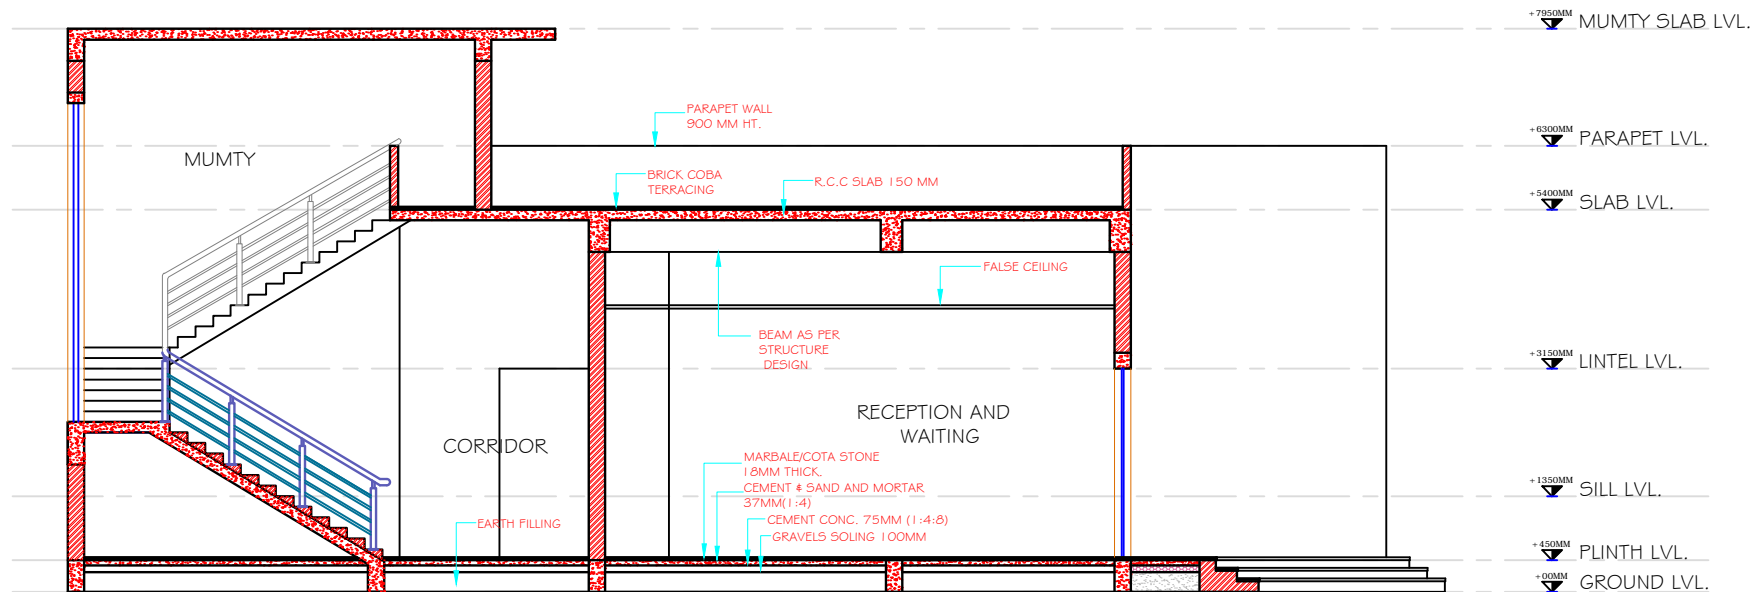 +7950MM
MUMTY SLAB LVL.
PARAPET WALL
900 MM HT.
+6300MM
PARAPET LVL.
MUMTY
BRICK COBA
TERRACING
R.C.C SLAB 150 MM
+5400MM
SLAB LVL.
FALSE CEILING
BEAM AS PER
STRUCTURE
DESIGN
+3150MM
LINTEL LVL.
RECEPTION AND
WAITING
CORRIDOR
MARBALE/COTA STONE
18MM THICK.
CEMENT & SAND AND MORTAR
37MM(1:4)
+1350MM
SILL LVL.
CEMENT CONC. 75MM (1:4:8)
EARTH FILLING
GRAVELS SOLING 100MM
+450MM
PLINTH LVL.
+00MM
GROUND LVL.